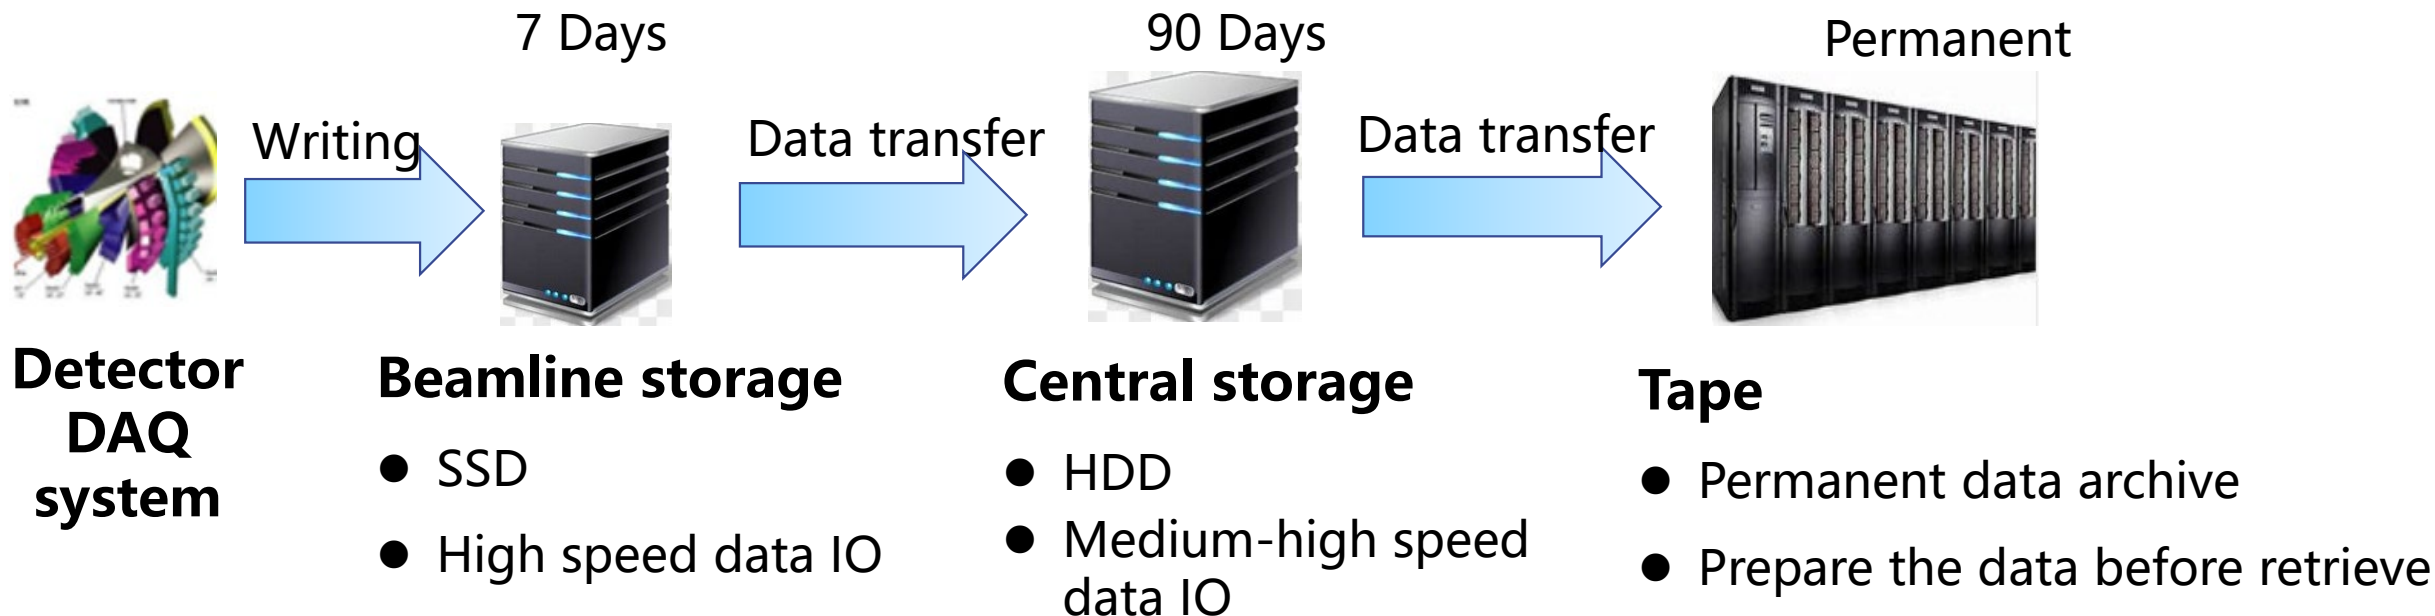 7 Days
90 Days
Permanent
Writing
Data transfer
Data transfer
Detector
DAQ
system
Beamline storage
● SSD
● High speed data IO
Central storage
● HDD
● Medium-high speed
data IO
Tape
● Permanent data archive
● Prepare the data before retrieve